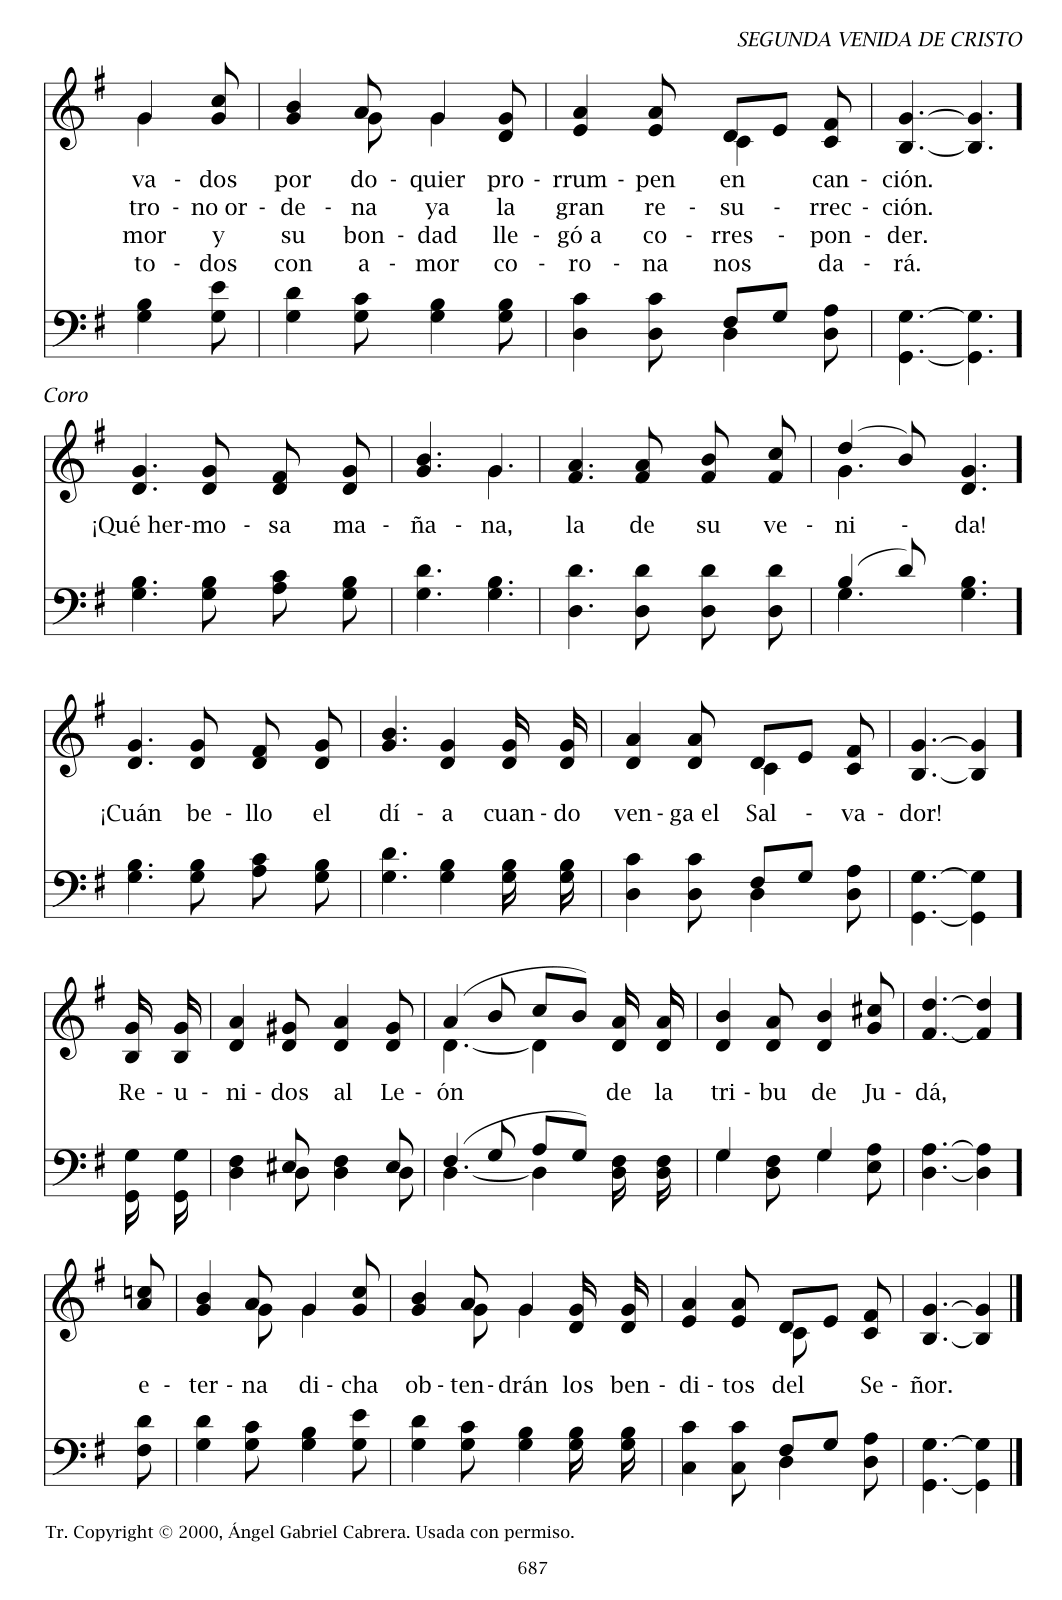 SEGUNDA VENIDA DE CRISTO
va - dos por do - quier pro - rrum - pen en can - ción.
tro - no or - de - na ya la gran re - su - rrec - ción.
mor y su bon - dad lle - gó a co - rres - pon - der.
to - dos con a - mor co - ro - na nos da - rá.
Coro
¡Qué her - mo - sa ma - ña - na, la de su ve - ni - da!
¡Cuán be - llo el dí - a cuan - do ven - ga el Sal - va - dor!
Re - u - ni - dos al Le - ón de la tri - bu de Ju - dá,
e - ter - na di - cha ob - ten - drán los ben - di - tos del Se - ñor.
Tr. Copyright © 2000, Ángel Gabriel Cabrera. Usada con permiso.
687